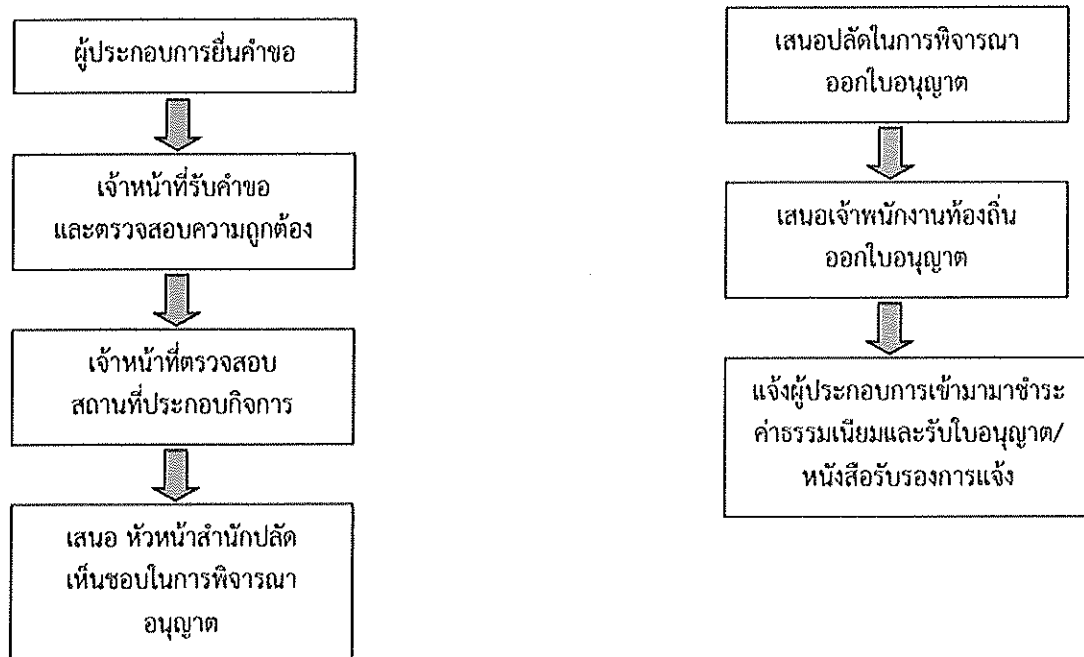 ผู้ประกอบการยื่นคำขอ
เจ้าหน้าที่รับคำขอ
และตรวจสอบความถูกต้อง
เจ้าหน้าที่ตรวจสอบ
สถานที่ประกอบกิจการ
เสนอ หัวหน้าสำนักปลัด
เห็นชอบในการพิจารณา
อนุญาต
เสนอปลัดในการพิจารณา
ออกใบอนุญาต
เสนอเจ้าพนักงานท้องถิ่น
ออกใบอนุญาต
แจ้งผู้ประกอบการเข้ามามาชำระ
ค่าธรรมเนียมและรับใบอนุญาต/
หนังสือรับรองการแจ้ง